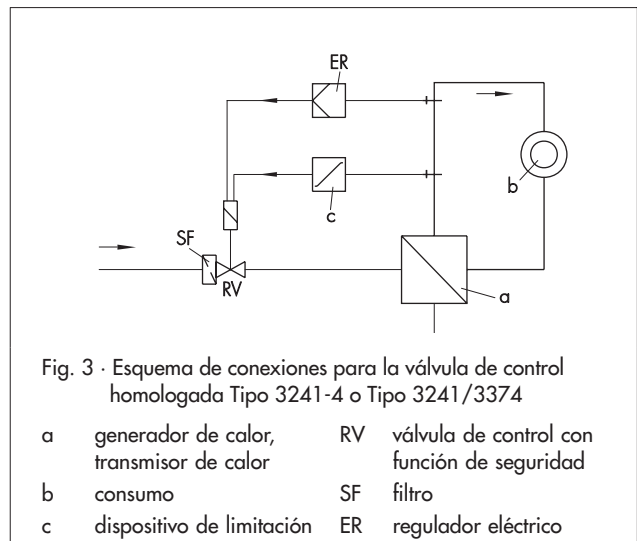 ER
b
c
SF
RV
a
Fig. 3 · Esquema de conexiones para la válvula de control
homologada Tipo 3241-4 o Tipo 3241/3374
a generador de calor, RV válvula de control con
transmisor de calor función de seguridad
b consumo SF filtro
c dispositivo de limitación ER regulador eléctrico